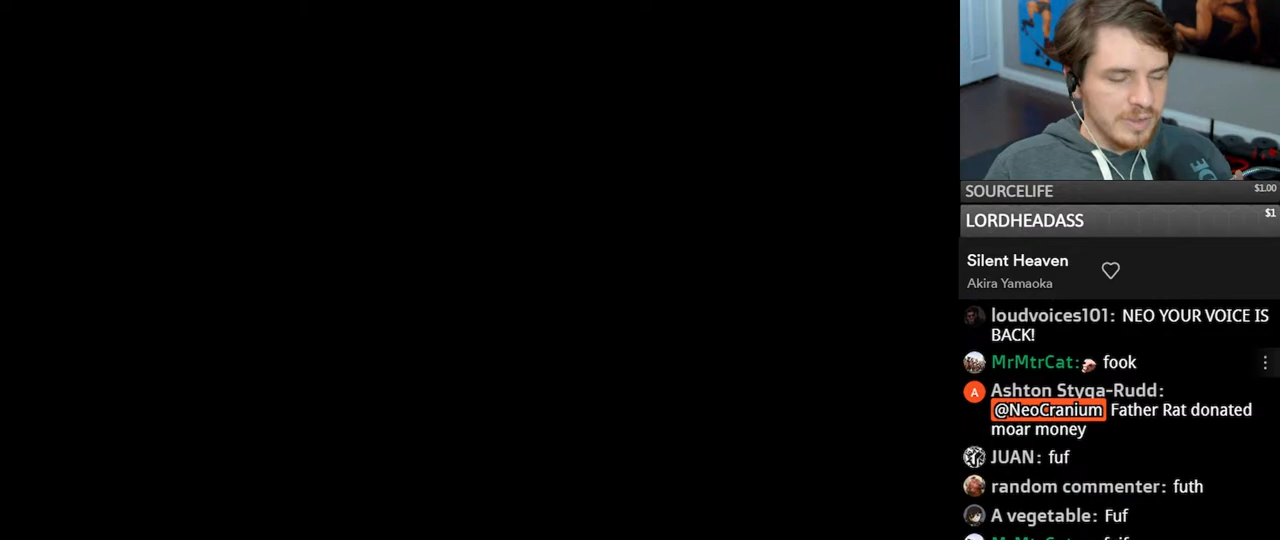 SOURCELIFE $1.00
LORDHEADASS $1
Silent Heaven
Akira Yamaoka
loudvoices101: NEO YOUR VOICE IS
BACK!
MrMtrCat: fook
A Ashton Styga-Rudd:
@NeoCranium Father Rat donated
moar money
JUAN: fuf
random commenter: futh
A vegetable: Fuf